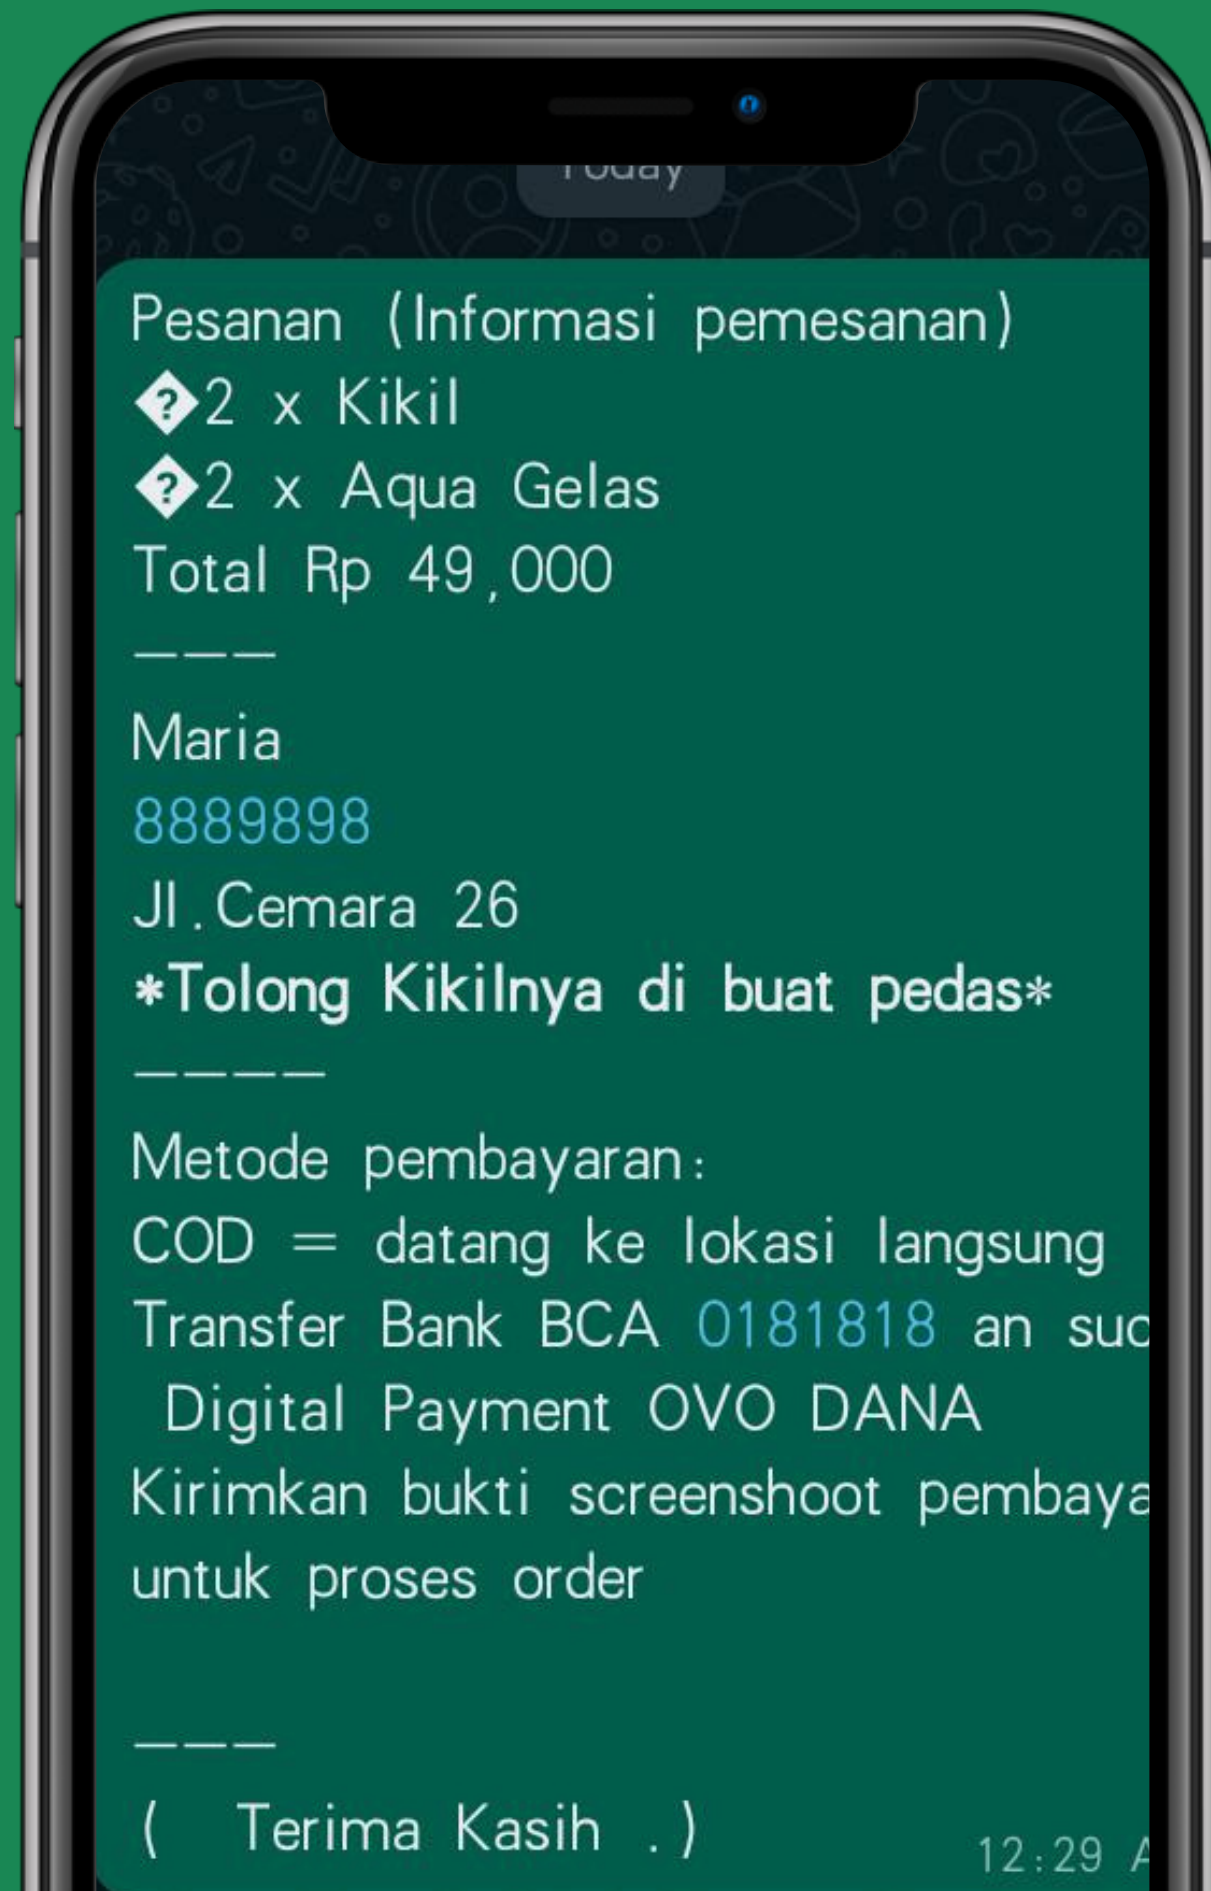 Today
Pesanan (Informasi pemesanan)
�2 x Kikil
�2 x Aqua Gelas
Total Rp 49,000
———
Maria
8889898
Jl.Cemara 26
*Tolong Kikilnya di buat pedas*
————
Metode pembayaran:
COD = datang ke lokasi langsung
Transfer Bank BCA 0181818 an
Digital Payment OVO DANA
Kirimkan bukti screenshoot
untuk proses order
———
( Terima Kasih .)
12:29